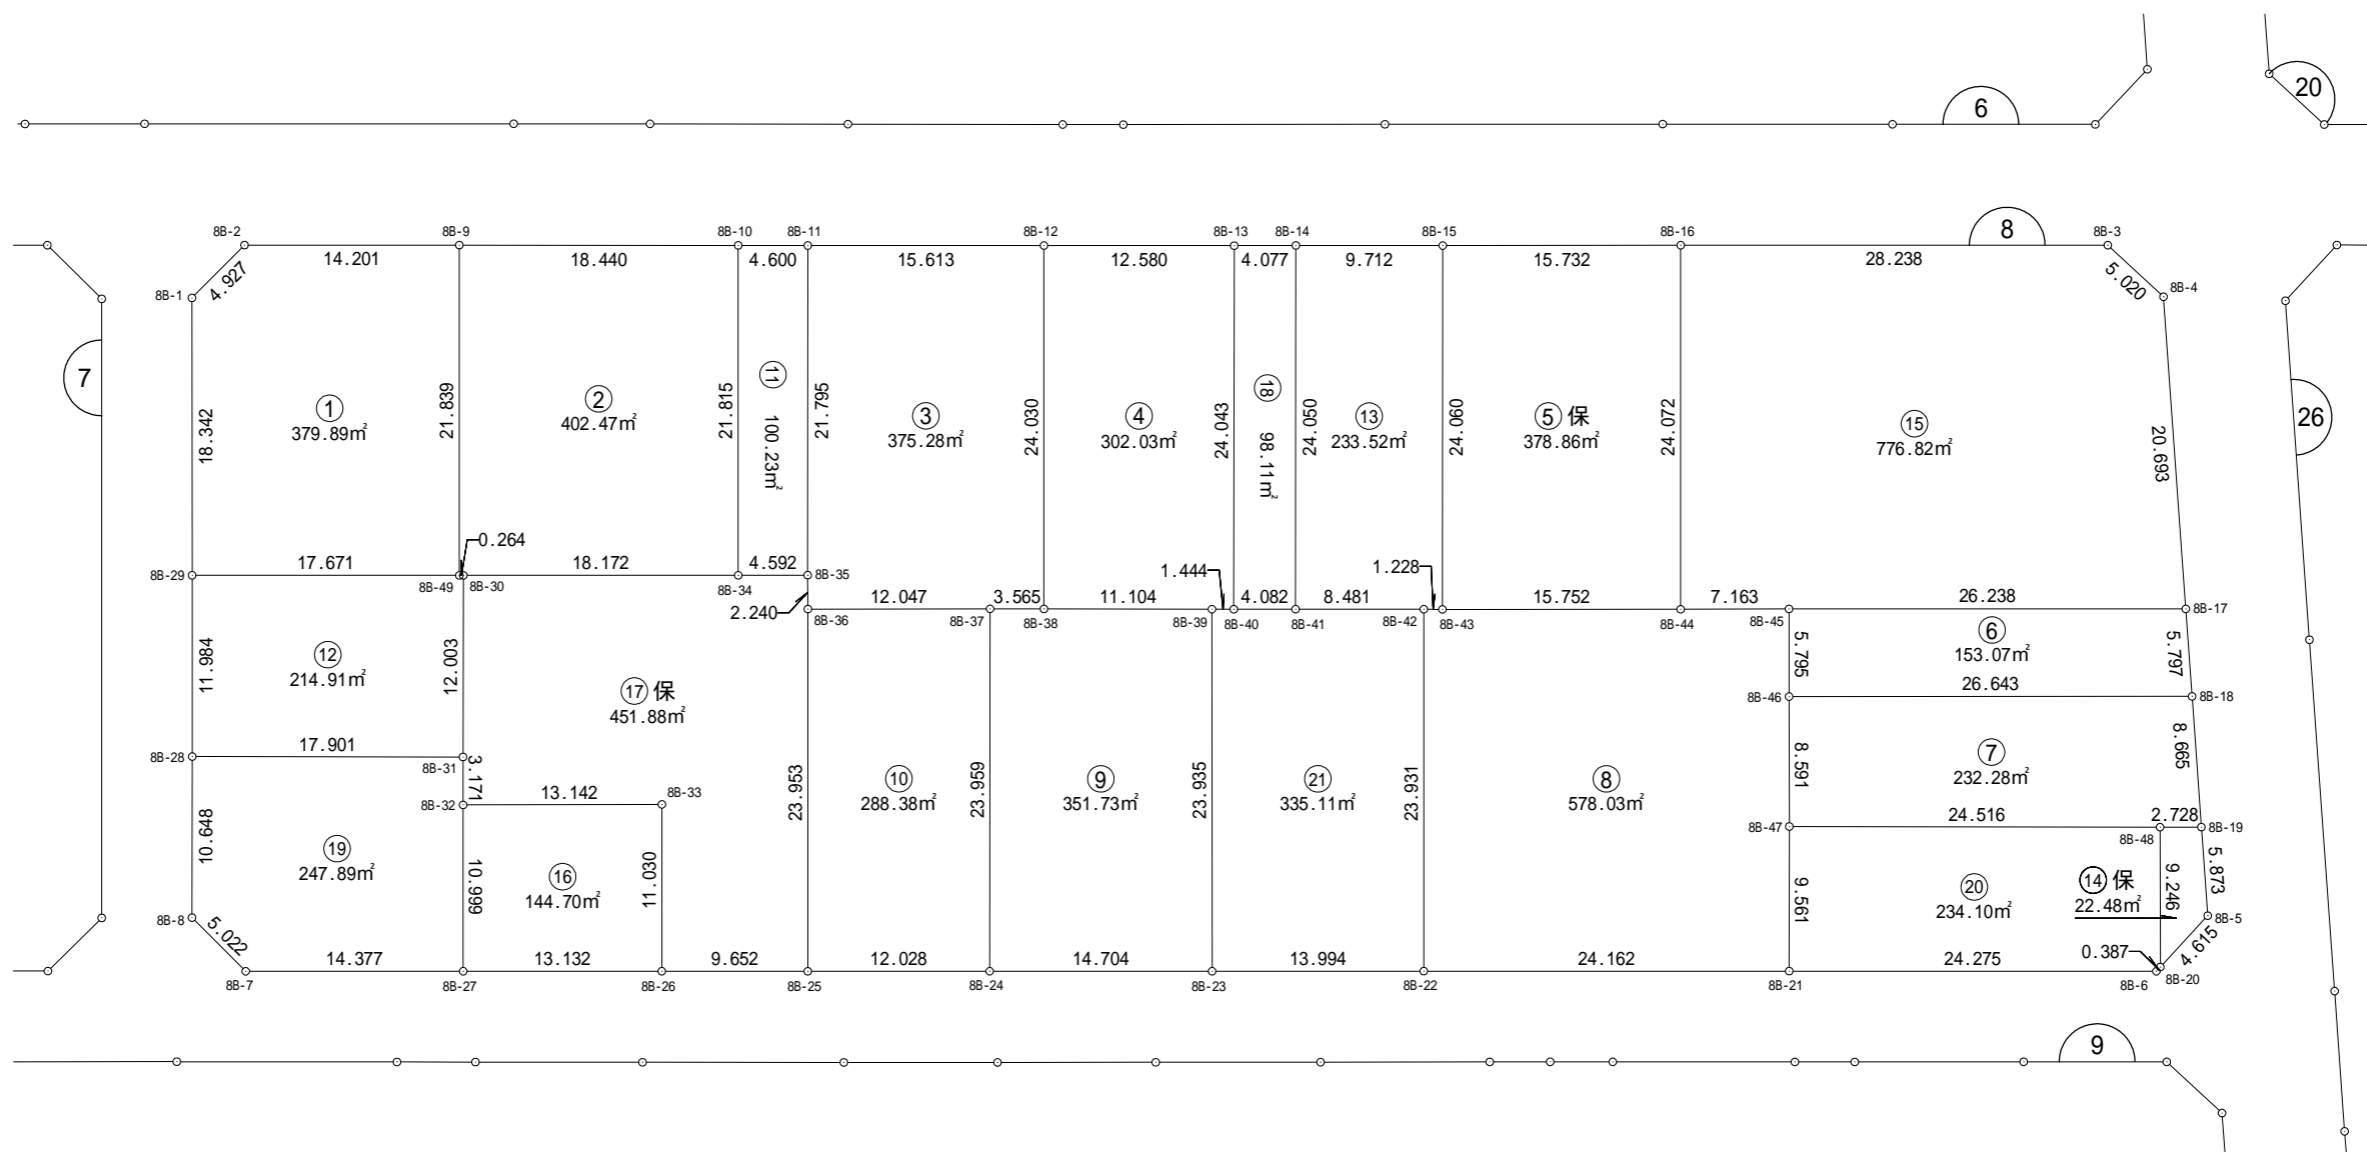 20
6
8B-2
8B-9
8B-10
8B-11
8B-12
8B-13
8B-14
8B-15
8B-16
8
8B-3
14.201
18.440
4.600
15.613
12.580
4.077
9.712
15.732
28.238
4.927
5.020
8B-1
8B-4
7
26
18.342
① 379.89㎡
21.839
② 402.47㎡
21.815
⑪ 100.23㎡
21.795
③ 375.28㎡
24.030
④ 302.03㎡
24.043
⑱ 98.11㎡
24.050
⑬ 233.52㎡
24.060
⑤保 378.86㎡
24.072
⑮ 776.82㎡
20.693
0.264
17.671
18.172
4.592
8B-29
8B-49
8B-30
8B-34
8B-35
2.240
12.047
3.565
11.104
1.444
4.082
8.481
1.228
15.752
7.163
26.238
8B-36
8B-37
8B-38
8B-39
8B-40
8B-41
8B-42
8B-43
8B-44
8B-45
8B-17
11.984
⑫ 214.91㎡
12.003
⑰保 451.88㎡
5.795
⑥ 153.07㎡
5.797
26.643
8B-46
8B-18
17.901
8B-28
8B-31
3.171
13.142
8B-32
8B-33
23.953
⑩ 288.38㎡
23.959
⑨ 351.73㎡
23.935
㉑ 335.11㎡
23.931
⑧ 578.03㎡
8.591
⑦ 232.28㎡
8.665
24.516
2.728
8B-47
8B-48
8B-19
10.648
⑲ 247.89㎡
10.999
⑯ 144.70㎡
11.030
9.561
⑳ 234.10㎡
⑭保 22.48㎡
9.246
5.873
8B-8
8B-5
5.022
4.615
0.387
14.377
13.132
9.652
12.028
14.704
13.994
24.162
24.275
8B-7
8B-27
8B-26
8B-25
8B-24
8B-23
8B-22
8B-21
8B-6
8B-20
9